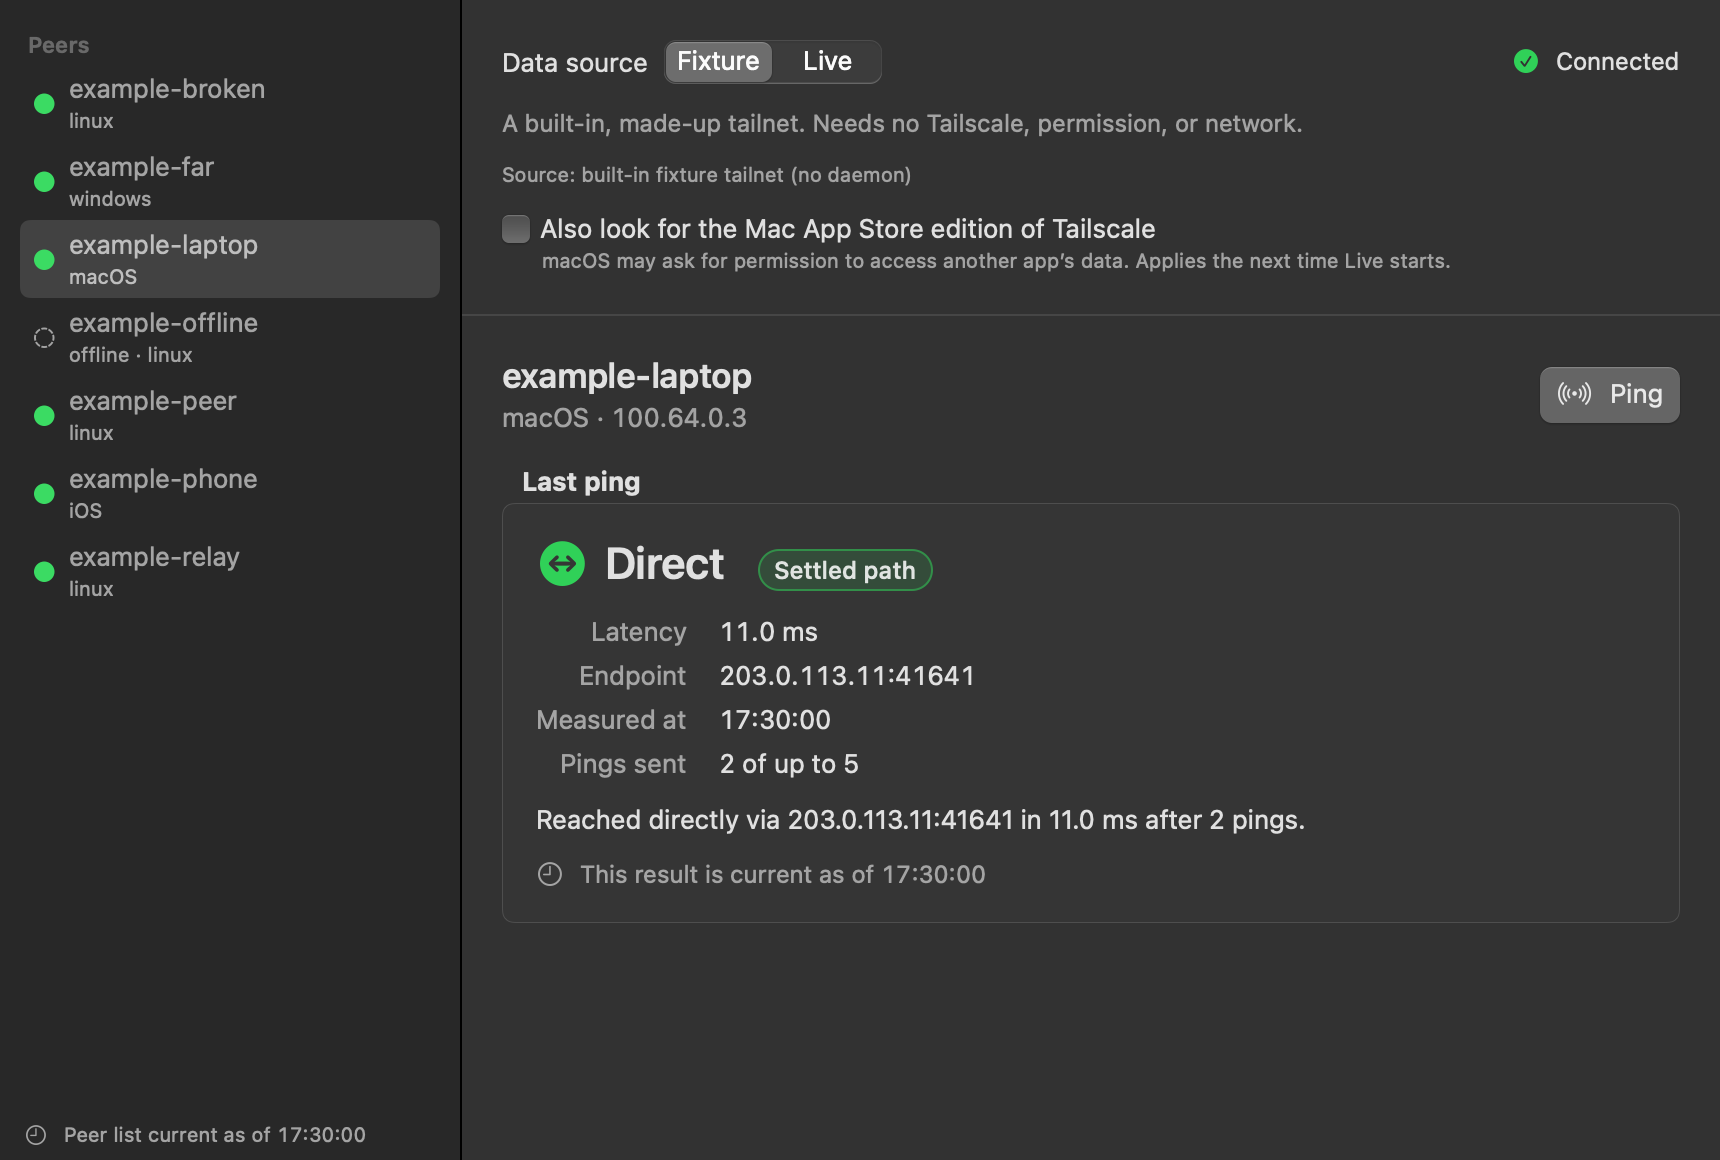 Peers
example-broken
linux
example-far
windows
example-laptop
macOS
example-offline
offline · linux
example-peer
linux
example-phone
iOS
example-relay
linux
Peer list current as of 17:30:00
Data source Fixture Live
Connected
A built-in, made-up tailnet. Needs no Tailscale, permission, or network.
Source: built-in fixture tailnet (no daemon)
Also look for the Mac App Store edition of Tailscale
macOS may ask for permission to access another app’s data. Applies the next time Live starts.
example-laptop
macOS · 100.64.0.3
Ping
Last ping
Direct Settled path
Latency 11.0 ms
Endpoint 203.0.113.11:41641
Measured at 17:30:00
Pings sent 2 of up to 5
Reached directly via 203.0.113.11:41641 in 11.0 ms after 2 pings.
This result is current as of 17:30:00